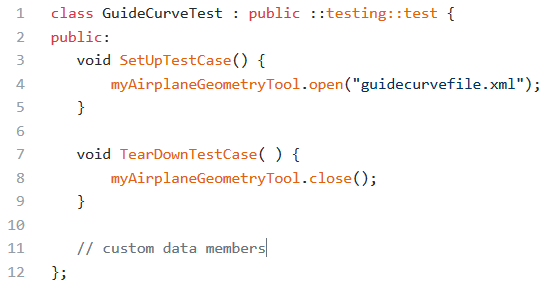 1 class GuideCurveTest : public ::testing::test {
2 public:
3 void SetUpTestCase() {
4 myAirplaneGeometryTool.open("guidecurvefile.xml");
5 }
6
7 void TearDownTestCase( ) {
8 myAirplaneGeometryTool.close();
9 }
10
11 // custom data members
12 };